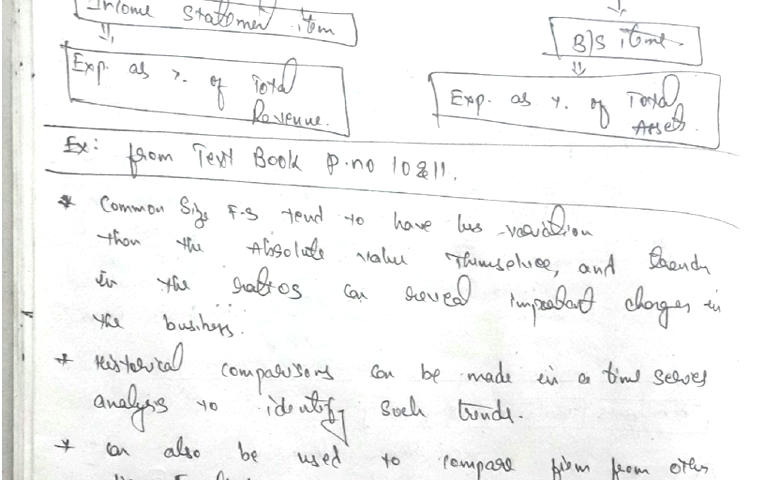 Income Statement item
B/S item
⇓
⇓
Exp. as %. of Total
Revenue.
Exp. as %. of Total
Assets.
Ex: from Text Book P.no 10 & 11.
* Common Size F.S tend to have less variation
than the Absolute value Themselves, and trends
in the ratios can reveal important changes in
the business.
* Historical comparisons can be made in a time series
analysis to identify such trends.
* can also be used to compare firm from other